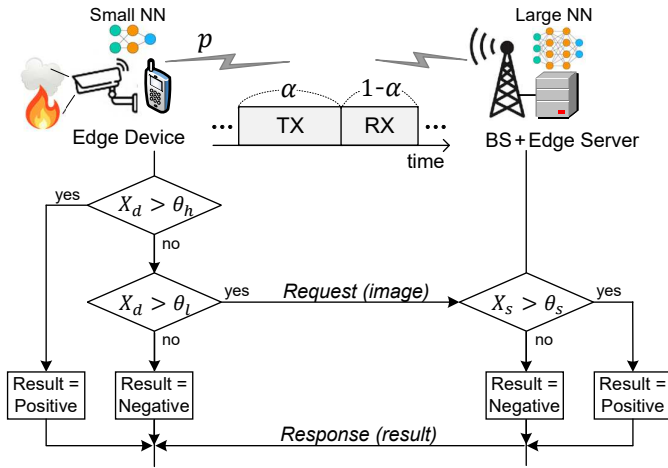 Small NN
Large NN
p
α
1-α
... TX RX ...
time
Edge Device
BS+Edge Server
yes
X_d > θ_h
no
X_d > θ_l
yes
Request (image)
X_s > θ_s
yes
no
no
Result = Positive
Result = Negative
Result = Negative
Result = Positive
Response (result)